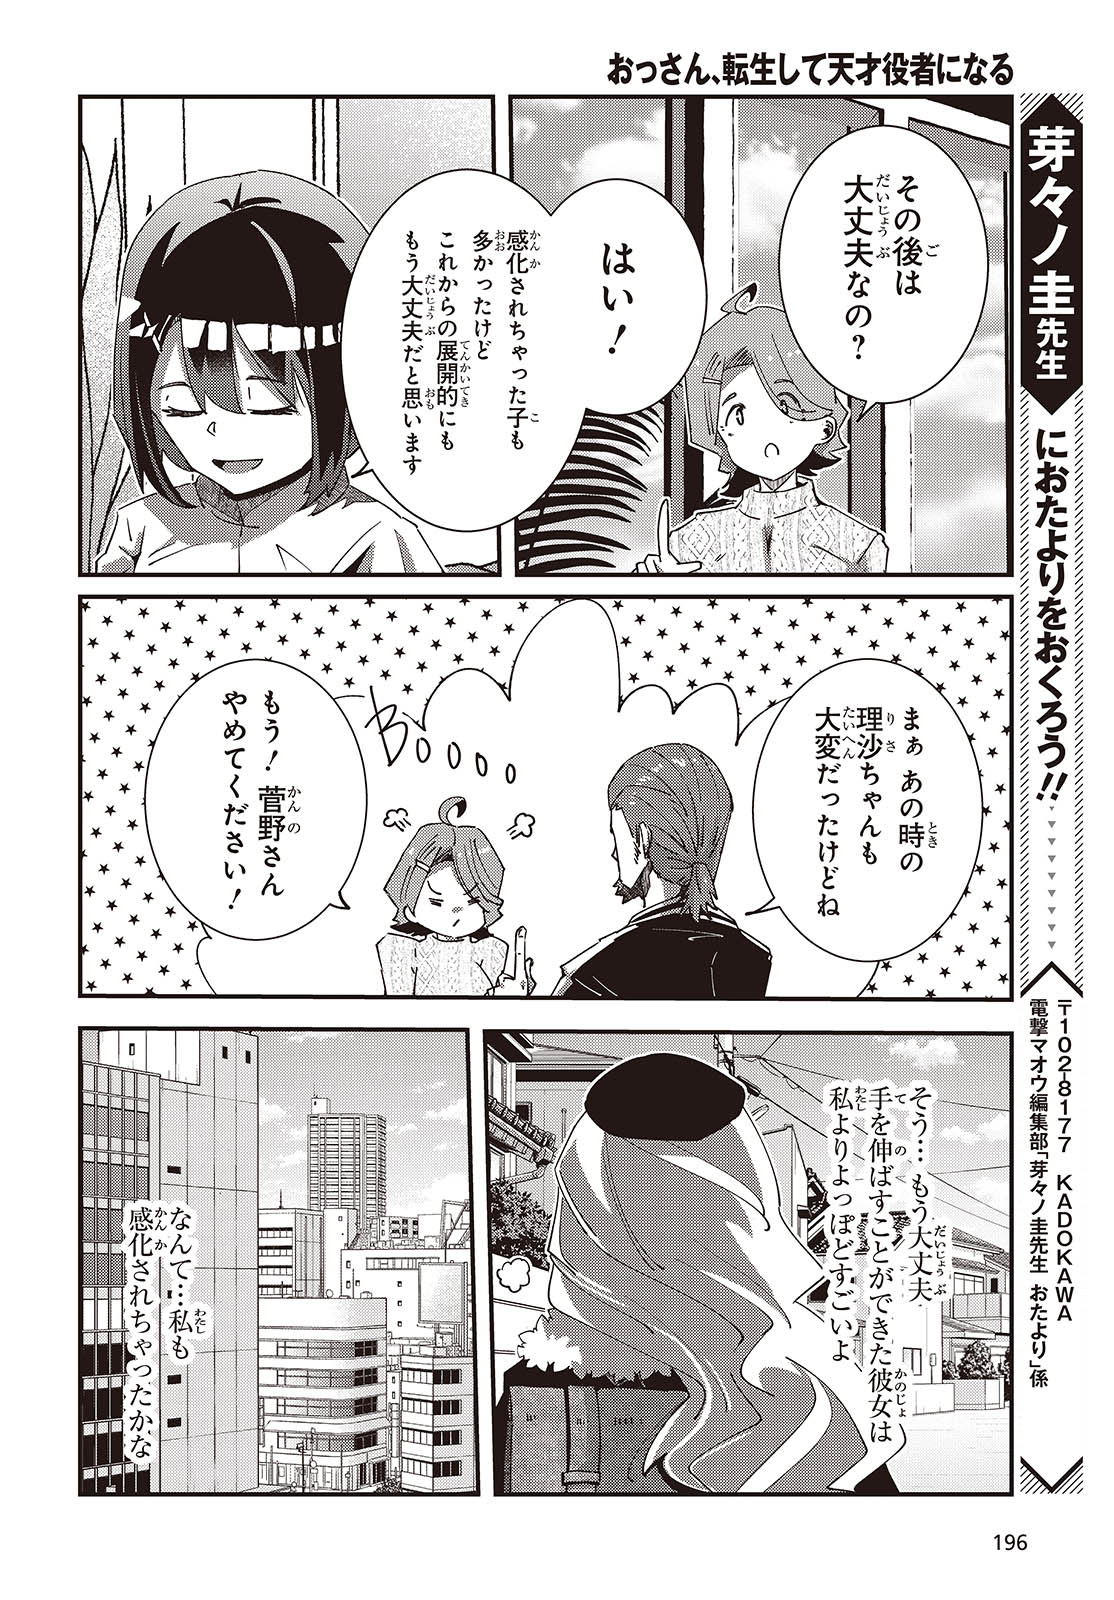 おっさん、転生して天才役者になる
その後は
大丈夫なの？
はい！
感化されちゃった子も
多かったけど
これからの展開的にも
もう大丈夫だと思います
まぁ あの時の
理沙ちゃんも
大変だったけどね
Boooo
もう！菅野さん
やめてください！
そう…もう大丈夫
手を伸ばすことができた彼女は
私よりよっぽどすごいよ
なんて…私も
感化されちゃったかな
芽々ノ圭先生
におたよりをおくろう!!
〒102-8177 KADOKAWA
電撃マオウ編集部「芽々ノ圭先生 おたより」係
196